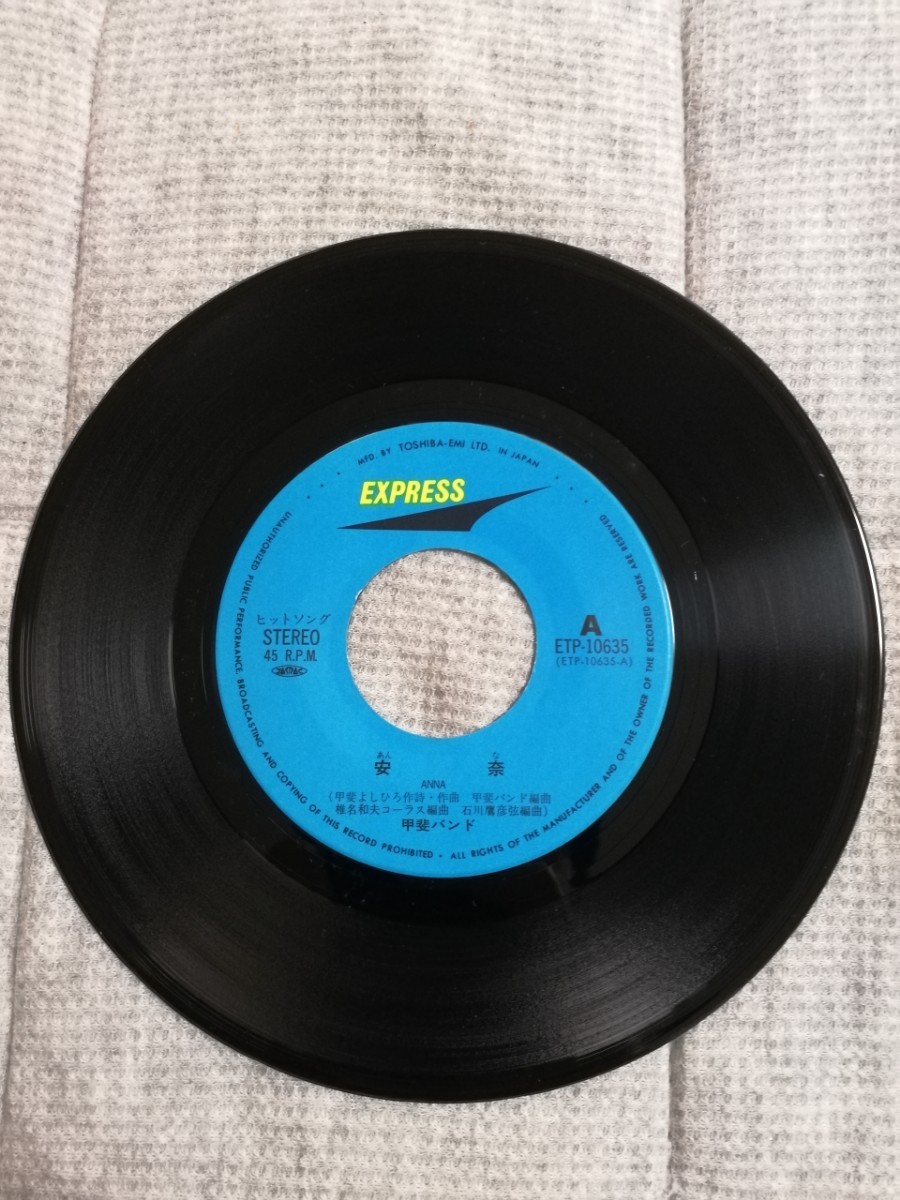 MFD. BY TOSHIBA-EMI LTD. IN JAPAN
EXPRESS
ヒットソング
STEREO
45 R.P.M.
JASRAC
A
ETP-10635
(ETP-10635-A)
あん な
安 奈
ANNA
(甲斐よしひろ作詩・作曲 甲斐バンド編曲
椎名和夫コーラス編曲 石川鷹彦弦編曲)
甲斐バンド
UNAUTHORIZED PUBLIC PERFORMANCE. BROADCASTING AND COPYING OF THIS RECORD PROHIBITED • ALL RIGHTS OF THE MANUFACTURER AND OF THE OWNER OF THE RECORDED WORK ARE RESERVED